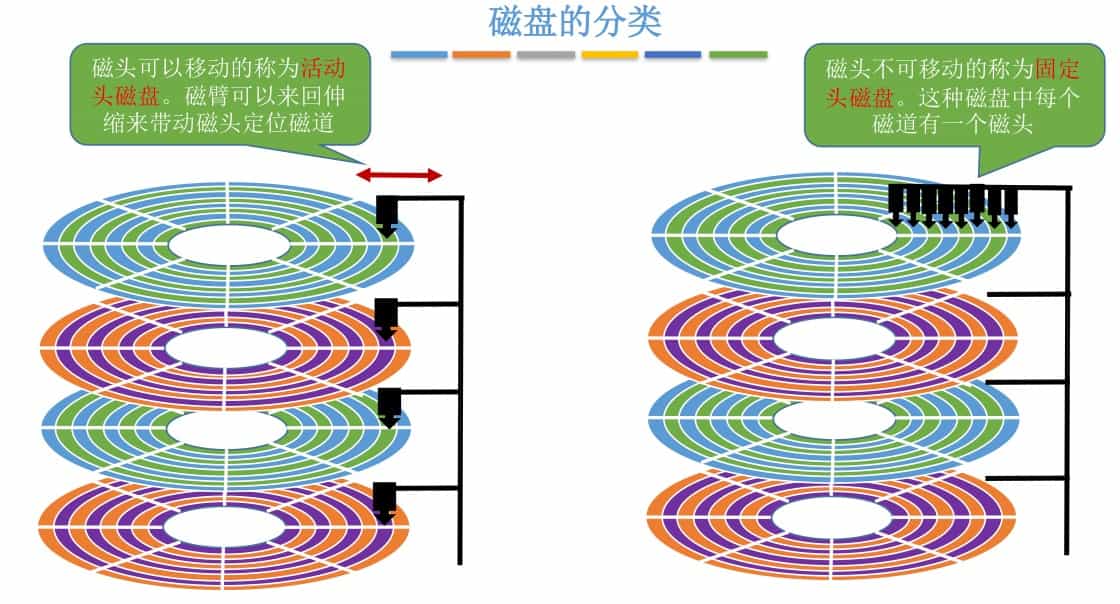 磁盘的分类
磁头可以移动的称为活动
头磁盘。磁臂可以来回伸
缩来带动磁头定位磁道
磁头不可移动的称为固定
头磁盘。这种磁盘中每个
磁道有一个磁头